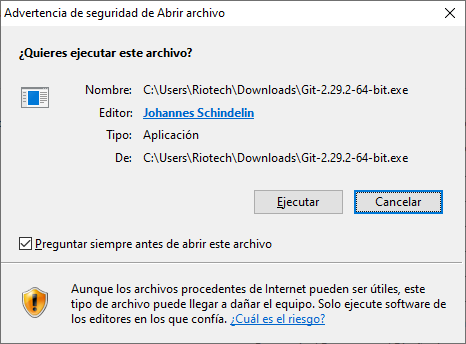 Advertencia de seguridad de Abrir archivo
¿Quieres ejecutar este archivo?
Nombre: C:\Users\Riotech\Downloads\Git-2.29.2-64-bit.exe
Editor: Johannes Schindelin
Tipo: Aplicación
De: C:\Users\Riotech\Downloads\Git-2.29.2-64-bit.exe
Ejecutar Cancelar
Preguntar siempre antes de abrir este archivo
Aunque los archivos procedentes de Internet pueden ser útiles, este
tipo de archivo puede llegar a dañar el equipo. Solo ejecute software de
los editores en los que confía. ¿Cuál es el riesgo?